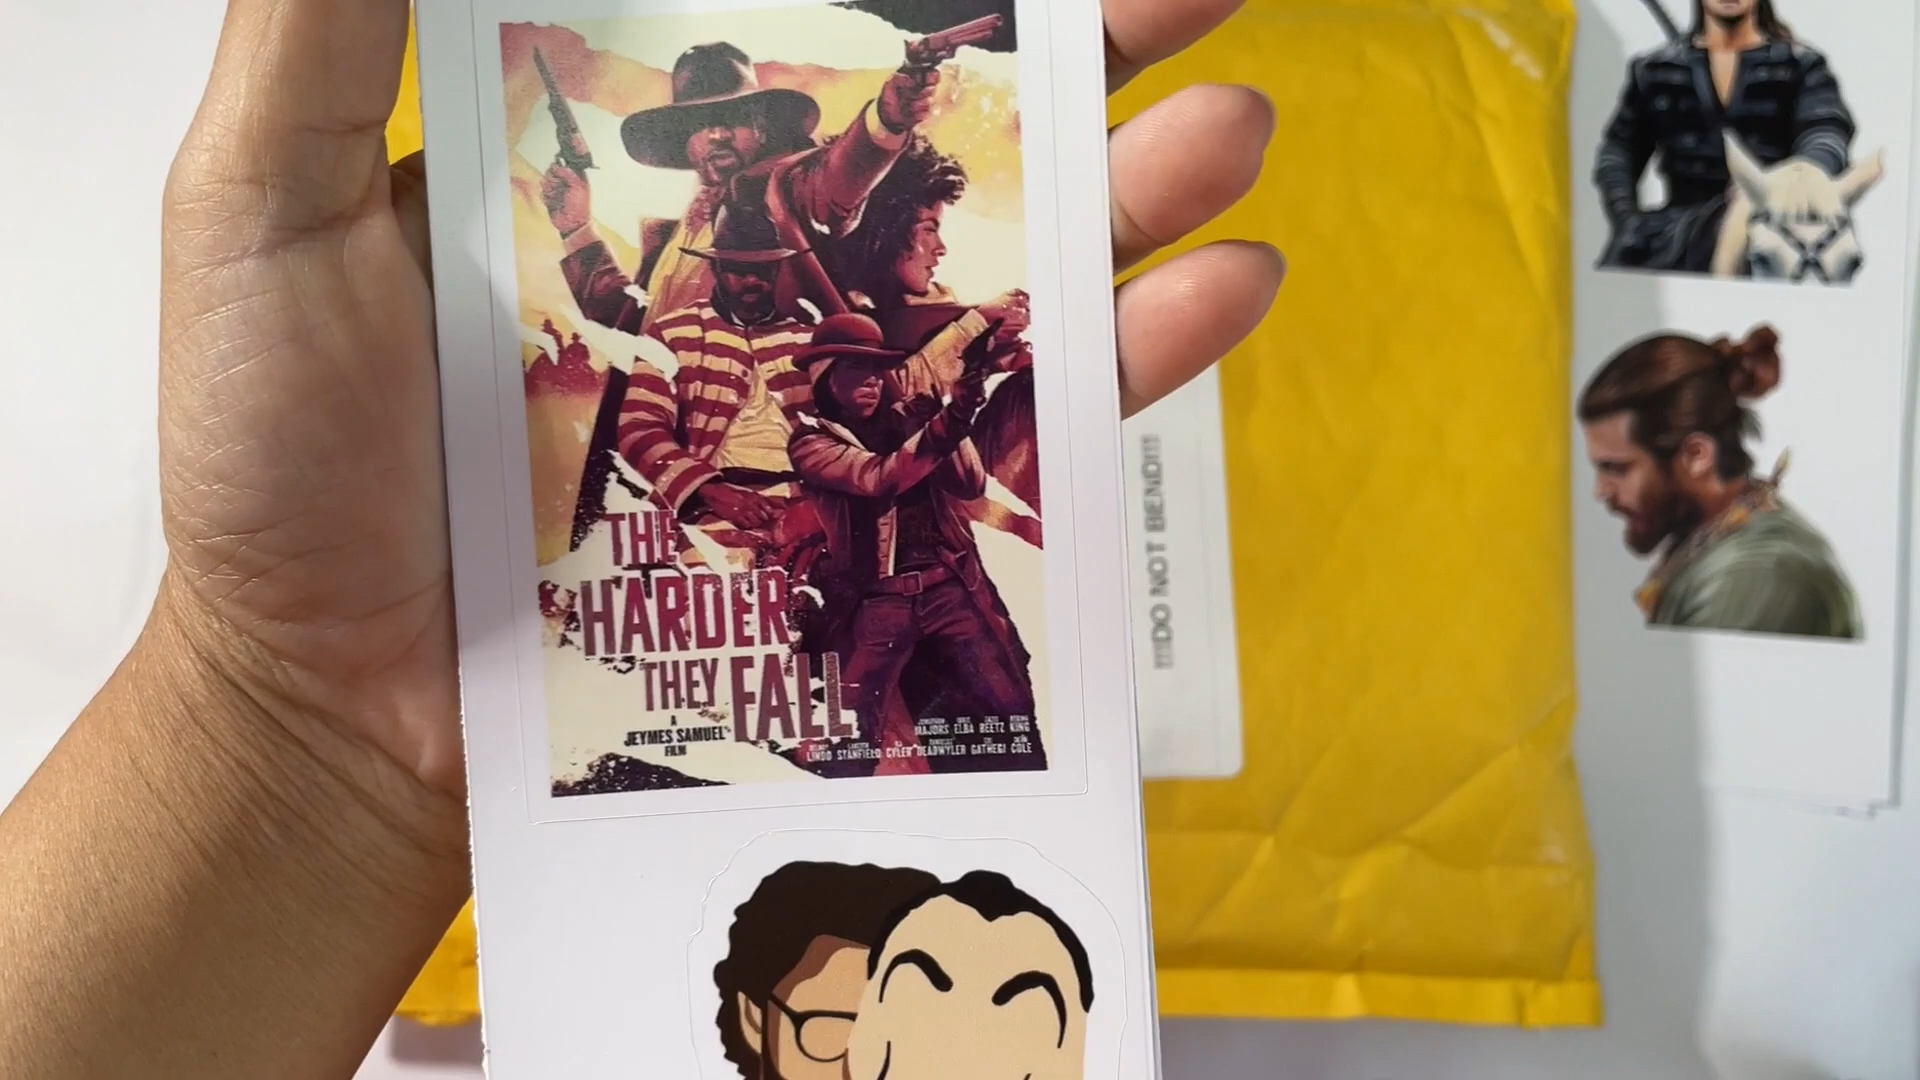 THE
HARDER
THEY FALL
A
JEYMES SAMUEL
FILM
JONATHAN IDRIS ZAZIE REGINA
MAJORS ELBA BEETZ KING
DELROY LAKEITH RJ DANIELLE EDI DEON
LINDO STANFIELD CYLER DEADWYLER GATHEGI COLE
!!!DO NOT BEND!!!